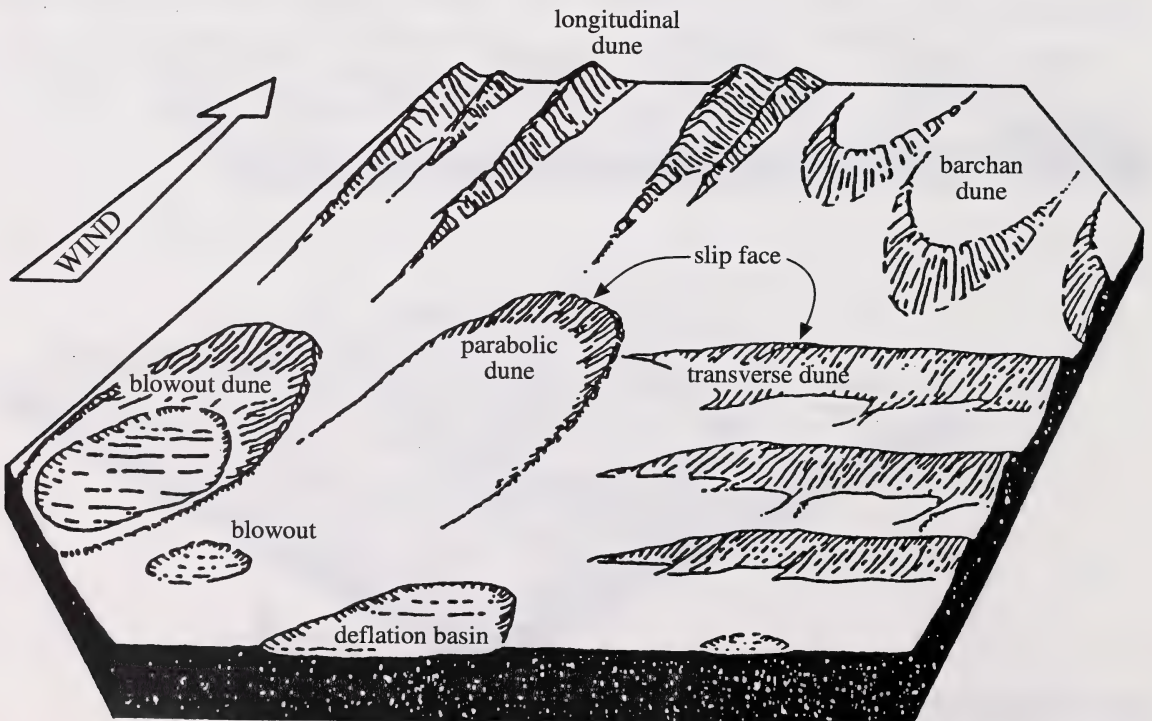 longitudinal
dune
WIND
barchan
dune
slip face
parabolic
dune
transverse dune
blowout dune
blowout
deflation basin